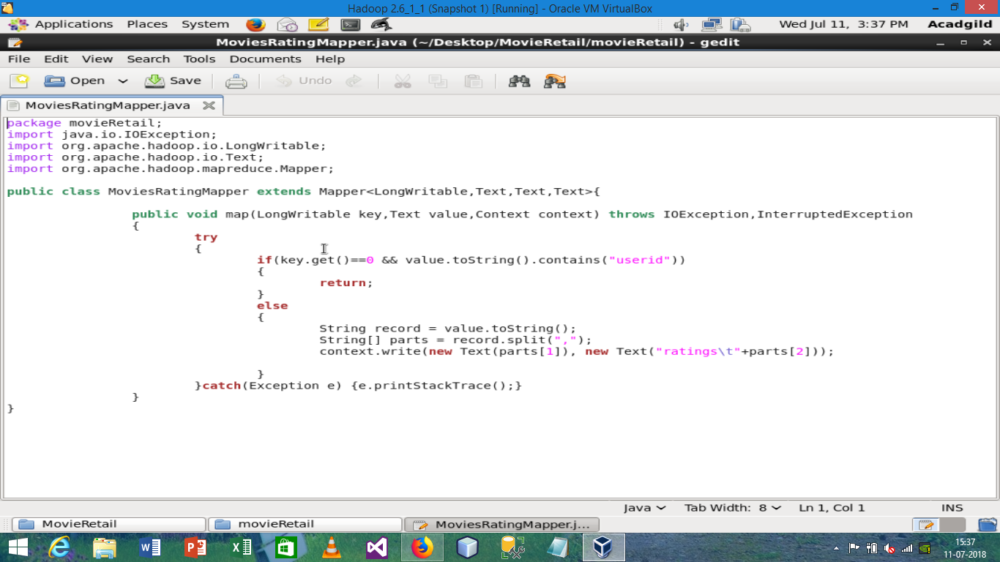 Hadoop 2.6_1_1 (Snapshot 1) [Running] - Oracle VM VirtualBox
Applications Places System Wed Jul 11, 3:37 PM Acadgild
MoviesRatingMapper.java (~/Desktop/MovieRetail/movieRetail) - gedit
File Edit View Search Tools Documents Help
Open Save Undo
MoviesRatingMapper.java
package movieRetail;
import java.io.IOException;
import org.apache.hadoop.io.LongWritable;
import org.apache.hadoop.io.Text;
import org.apache.hadoop.mapreduce.Mapper;
public class MoviesRatingMapper extends Mapper<LongWritable,Text,Text,Text>{
public void map(LongWritable key,Text value,Context context) throws IOException,InterruptedException
{
try
{
if(key.get()==0 && value.toString().contains("userid"))
{
return;
}
else
{
String record = value.toString();
String[] parts = record.split(",");
context.write(new Text(parts[1]), new Text("ratings\t"+parts[2]));
}
}catch(Exception e) {e.printStackTrace();}
}
}
Java Tab Width: 8 Ln 1, Col 1 INS
MovieRetail movieRetail MoviesRatingMapper.j...
15:37
11-07-2018